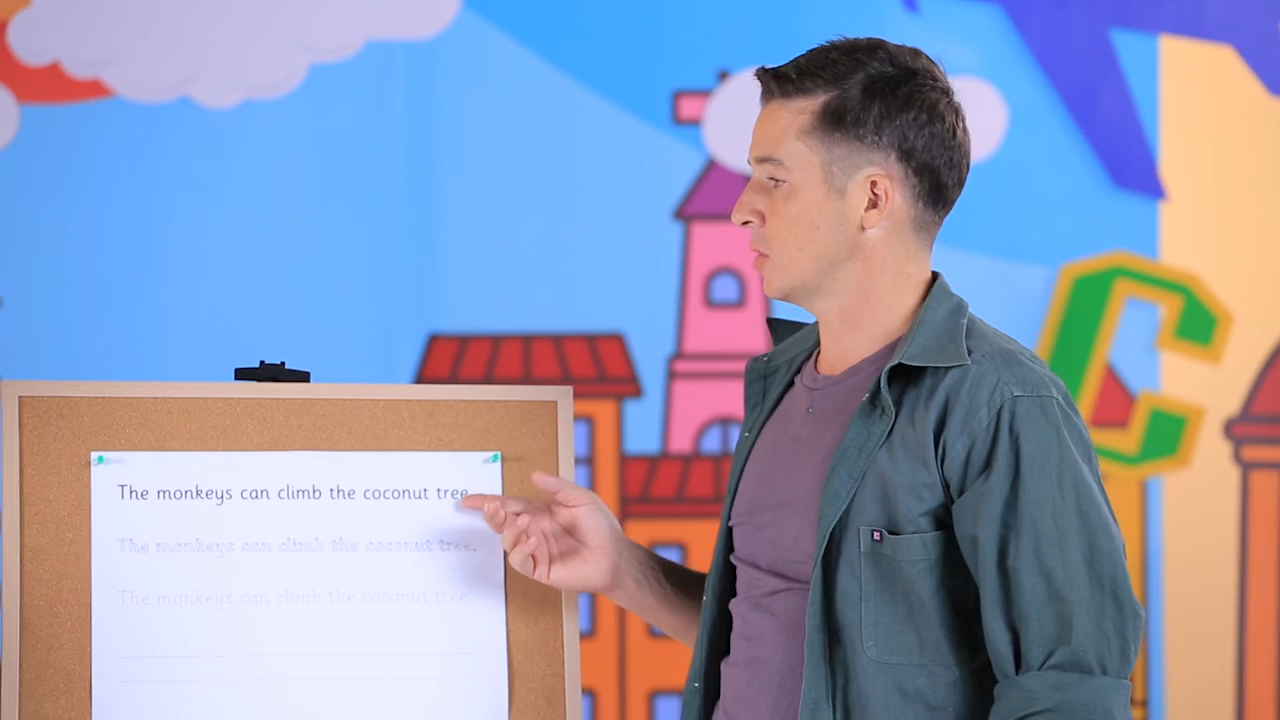 The monkeys can climb the coconut tree
The monkeys can climb the coconut tree.
The monkeys can climb the coconut tree.
C